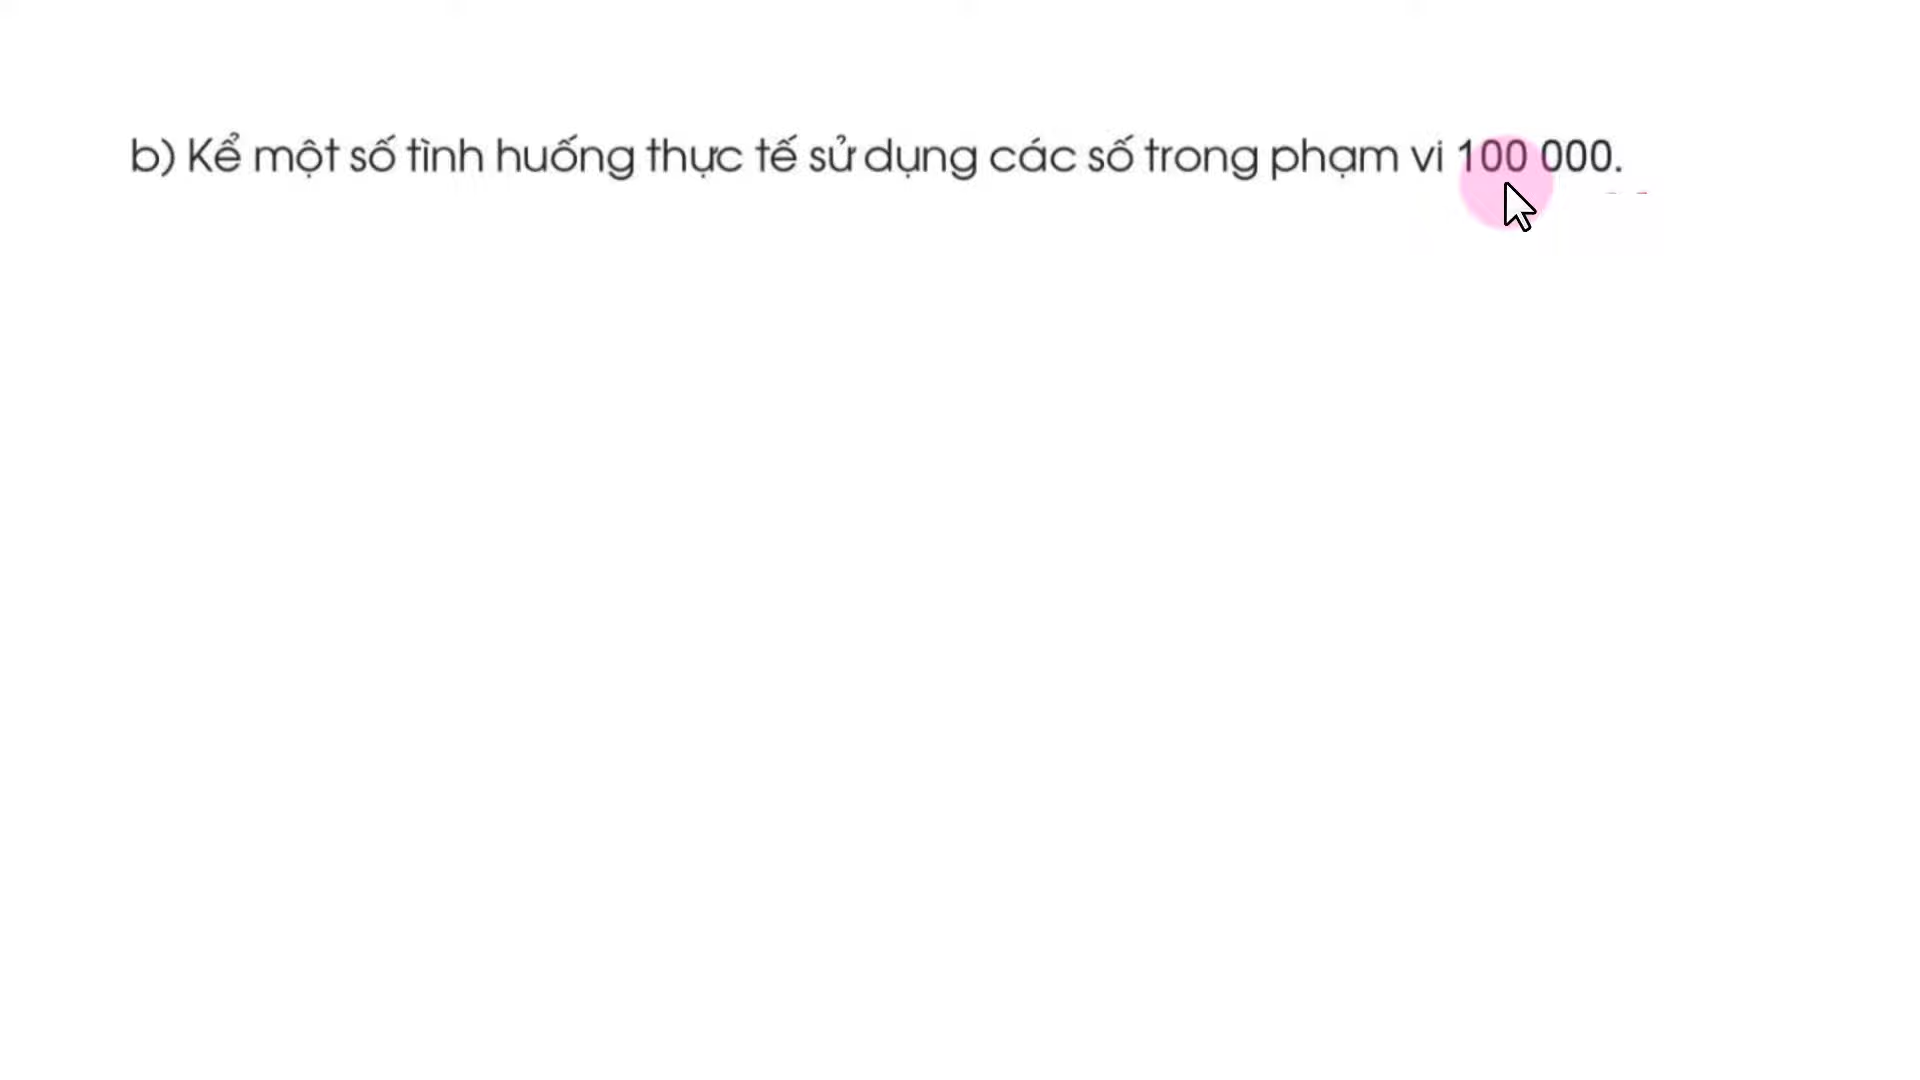 b) Kể một số tình huống thực tế sử dụng các số trong phạm vi 100 000.